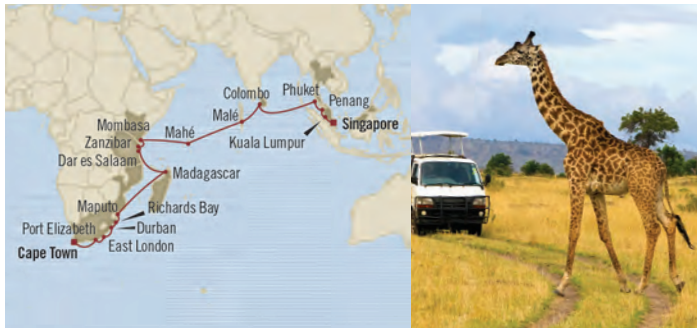 Colombo
Phuket
Penang
Malé
Singapore
Mombasa
Mahé
Kuala Lumpur
Zanzibar
Dar es Salaam
Madagascar
Maputo
Richards Bay
Port Elizabeth
Durban
East London
Cape Town